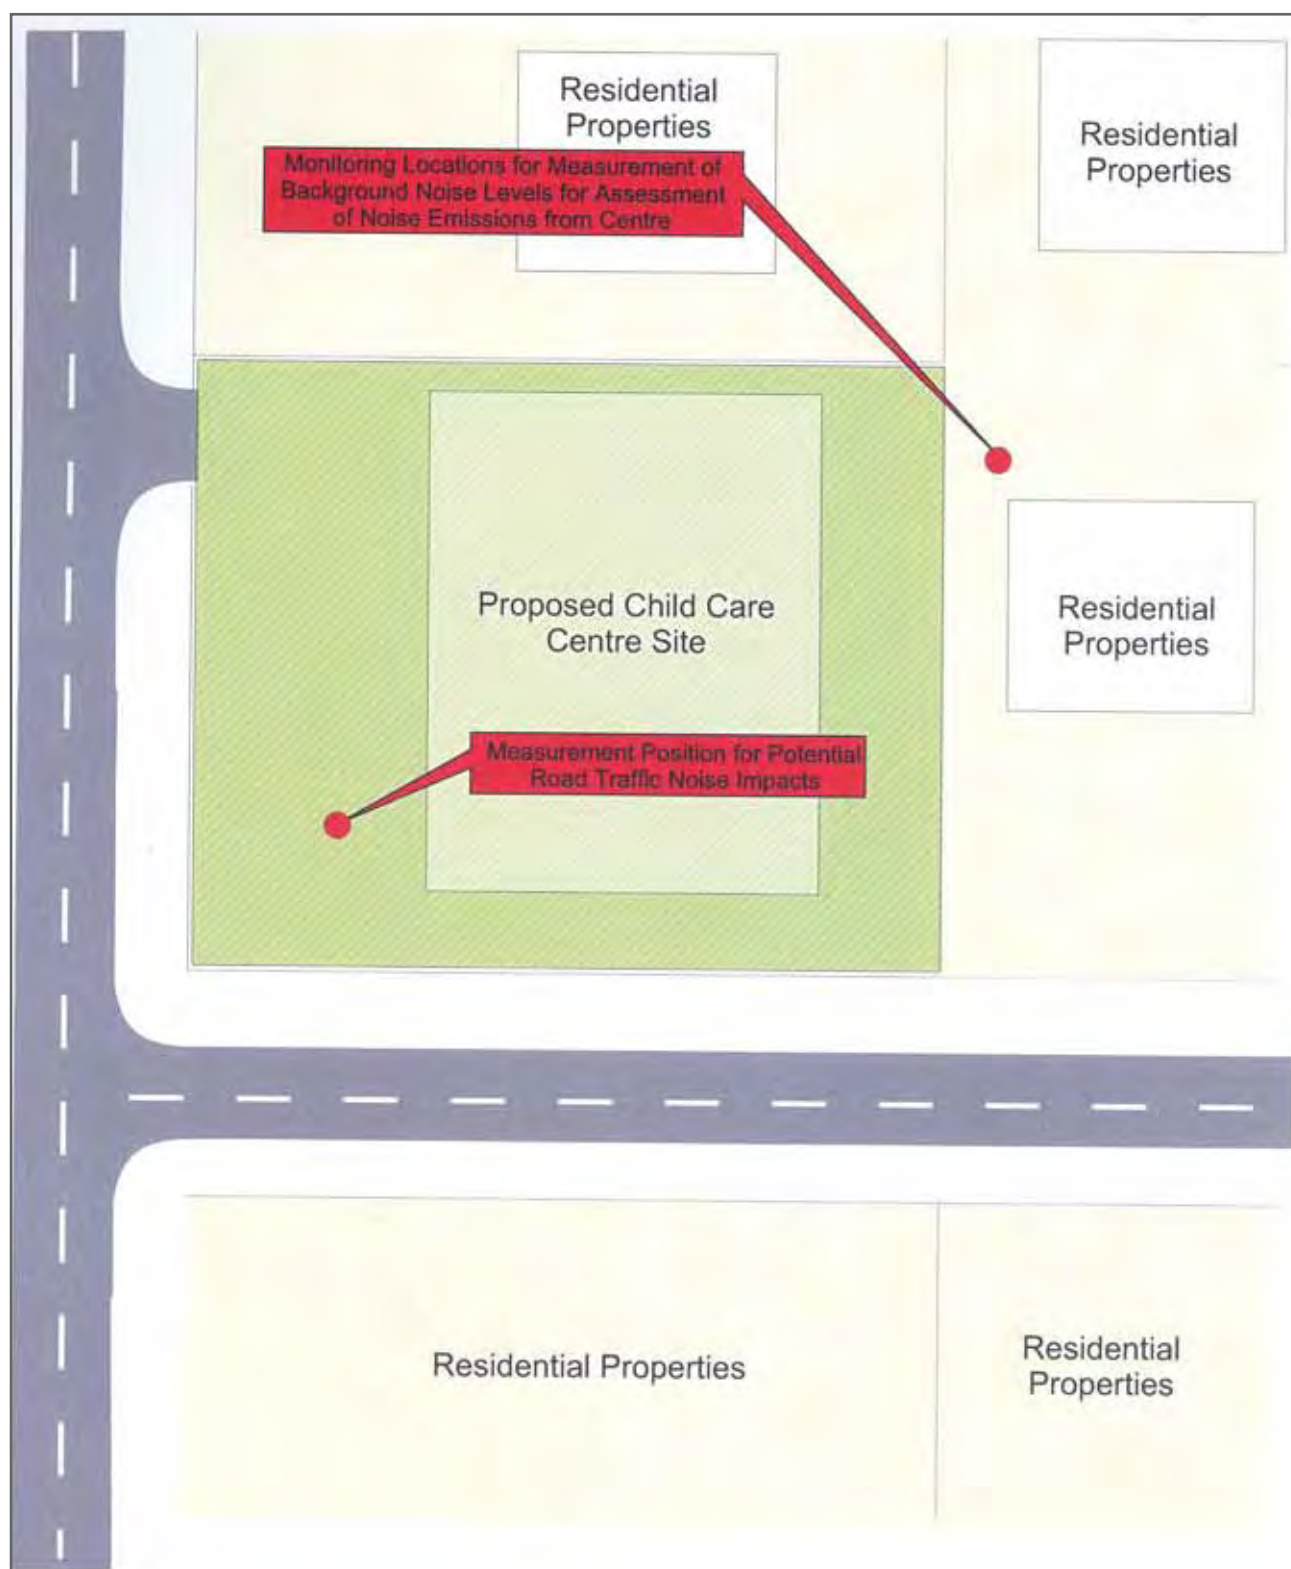 Residential
Properties
Residential
Properties
Monitoring Locations for Measurement of
Background Noise Levels for Assessment
of Noise Emissions from Centre
Proposed Child Care
Centre Site
Residential
Properties
Measurement Position for Potential
Road Traffic Noise Impacts
Residential Properties
Residential
Properties